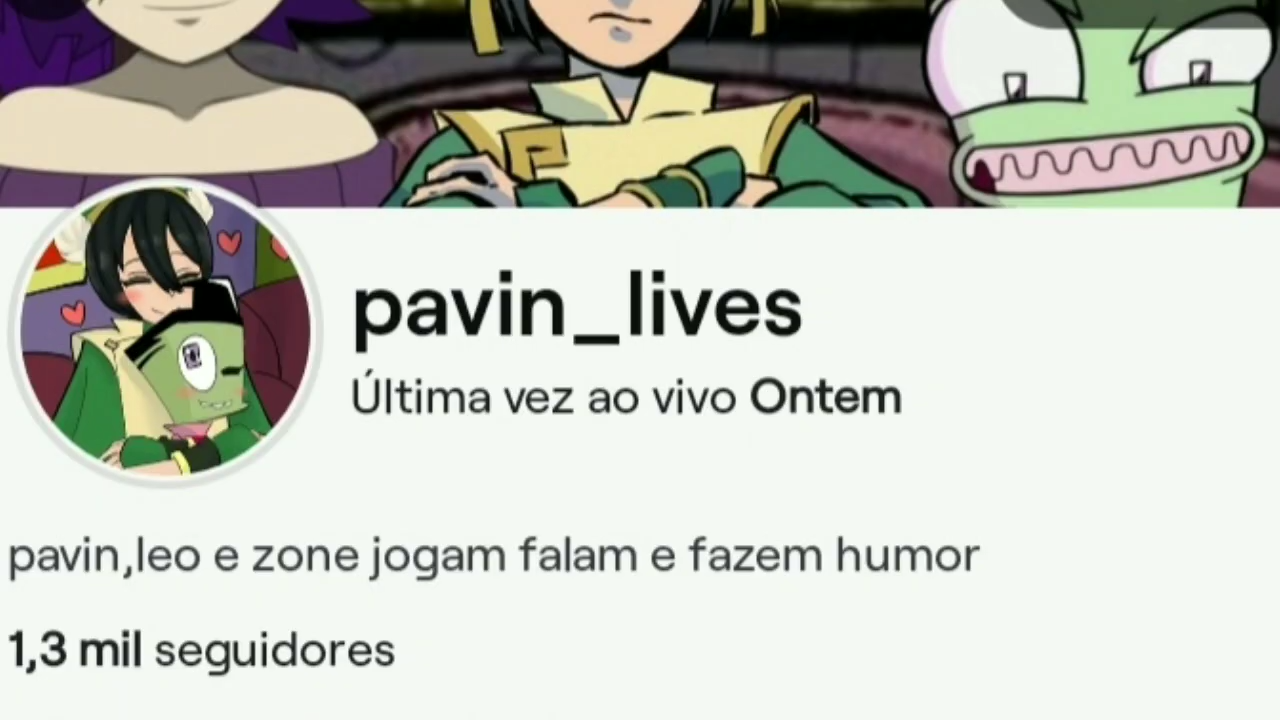 pavin_lives
Última vez ao vivo Ontem
pavin,leo e zone jogam falam e fazem humor
1,3 mil seguidores